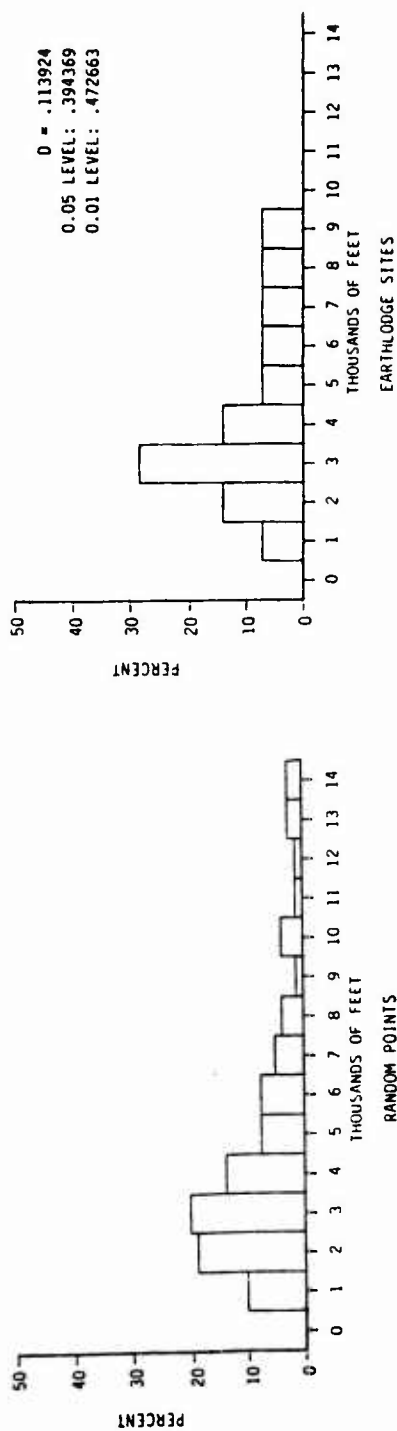 50
40
30
20
10
0
PERCENT
0 1 2 3 4 5 6 7 8 9 10 11 12 13 14
THOUSANDS OF FEET
RANDOM POINTS
50
40
30
20
10
0
PERCENT
D = .113924
0.05 LEVEL: .394369
0.01 LEVEL: .472663
0 1 2 3 4 5 6 7 8 9 10 11 12 13 14
THOUSANDS OF FEET
EARTHLODGE SITES